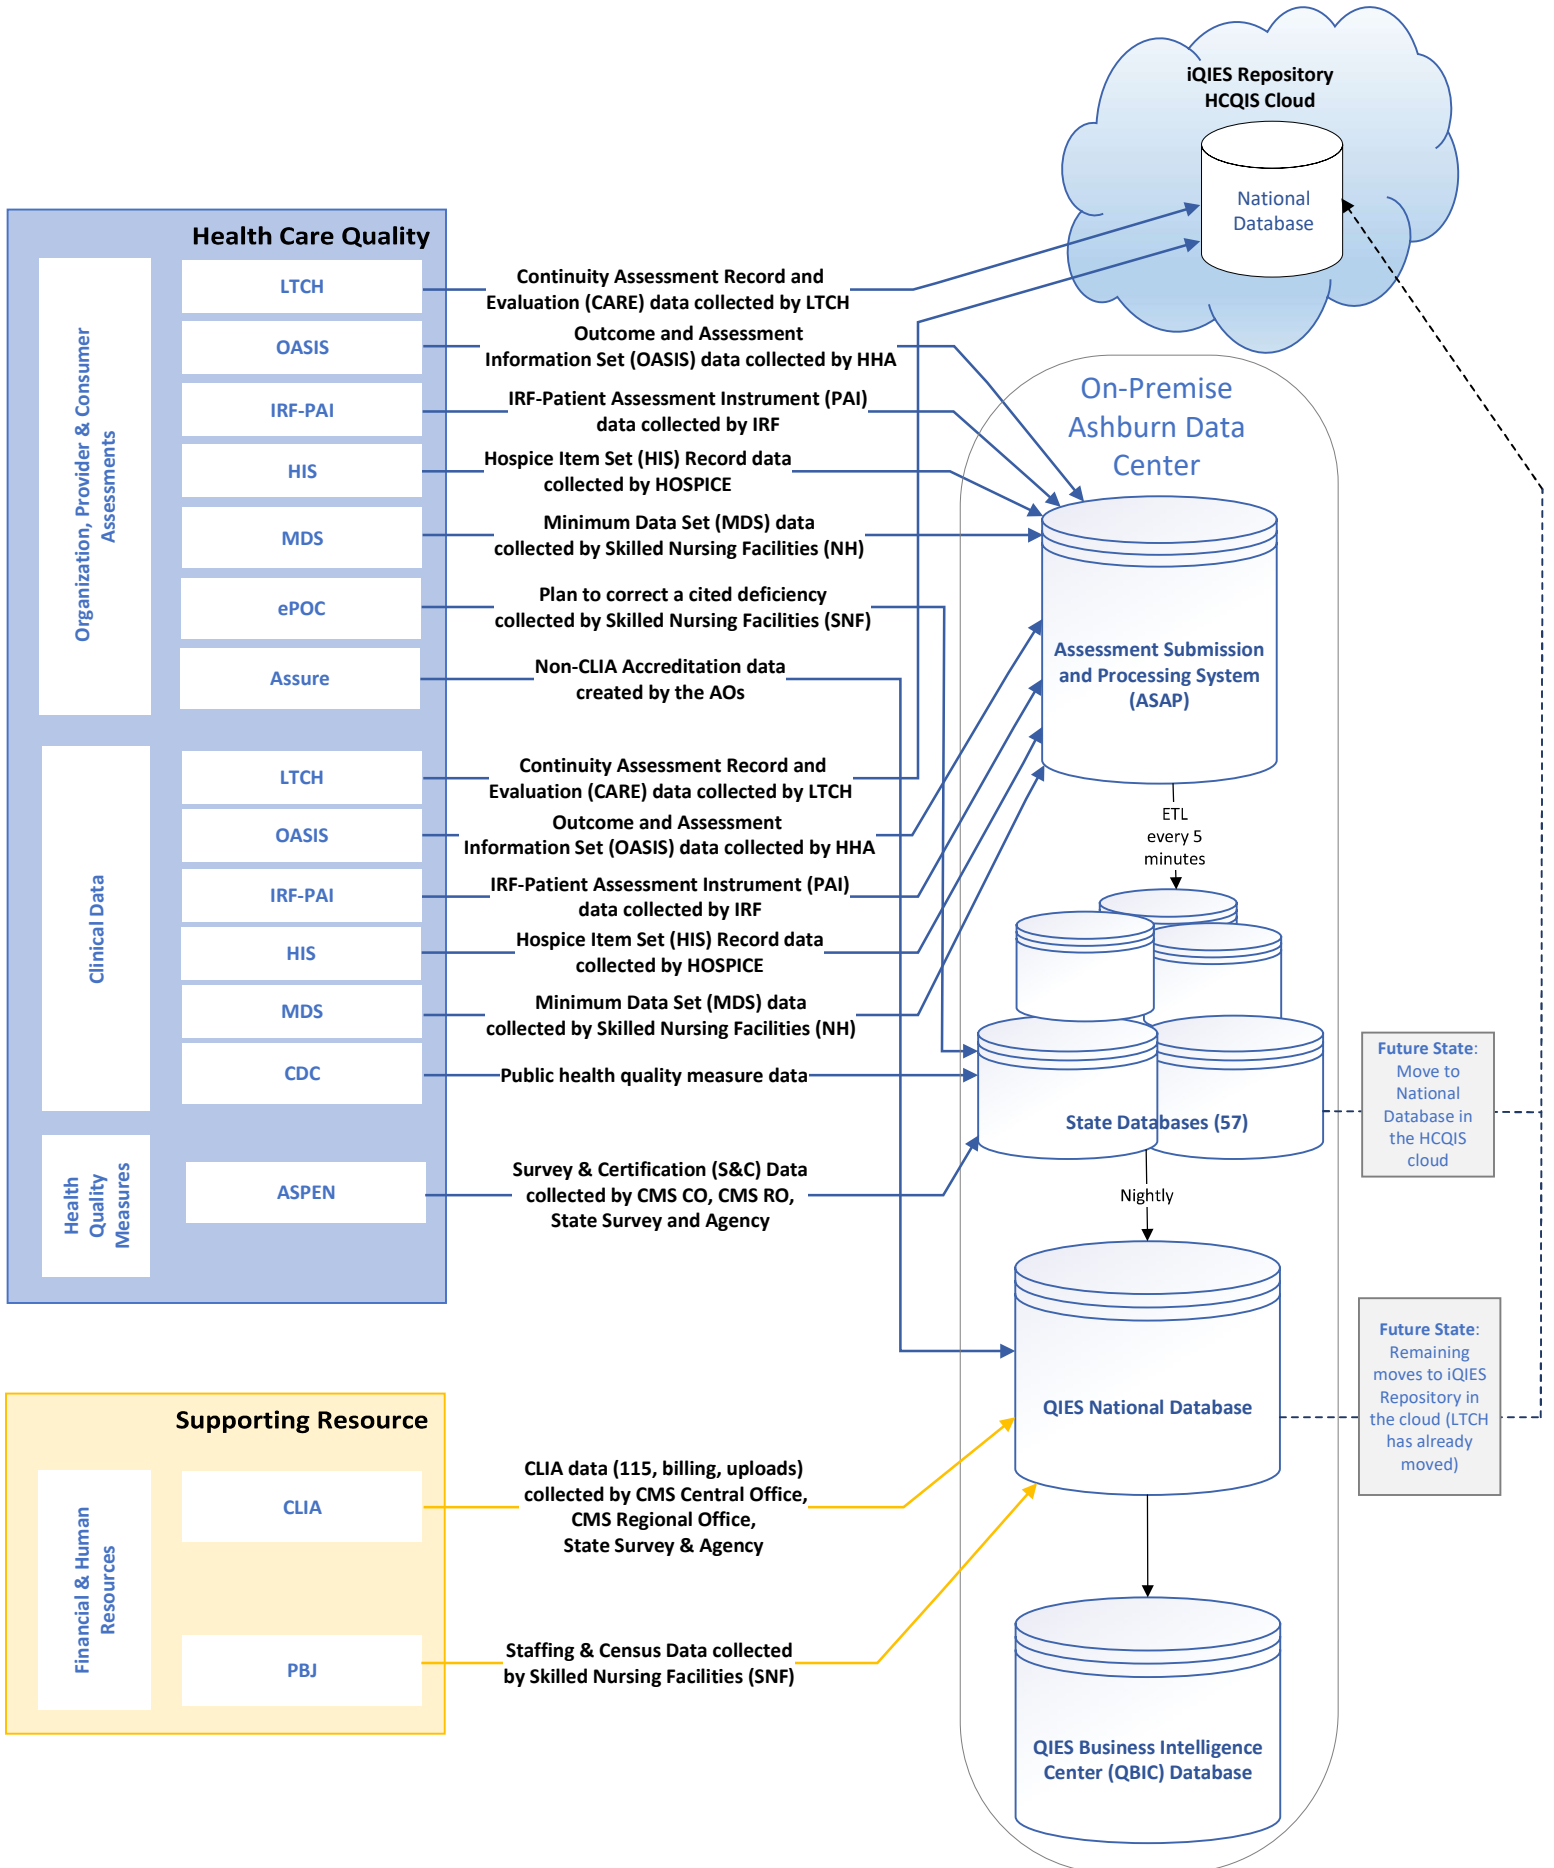 iQIES Repository
HCQIS Cloud
National
Database
Health Care Quality
Organization, Provider & Consumer
Assessments
LTCH
Continuity Assessment Record and
Evaluation (CARE) data collected by LTCH
OASIS
Outcome and Assessment
Information Set (OASIS) data collected by HHA
IRF-PAI
IRF-Patient Assessment Instrument (PAI)
data collected by IRF
HIS
Hospice Item Set (HIS) Record data
collected by HOSPICE
MDS
Minimum Data Set (MDS) data
collected by Skilled Nursing Facilities (NH)
ePOC
Plan to correct a cited deficiency
collected by Skilled Nursing Facilities (SNF)
Assure
Non-CLIA Accreditation data
created by the AOs
Clinical Data
LTCH
Continuity Assessment Record and
Evaluation (CARE) data collected by LTCH
OASIS
Outcome and Assessment
Information Set (OASIS) data collected by HHA
IRF-PAI
IRF-Patient Assessment Instrument (PAI)
data collected by IRF
HIS
Hospice Item Set (HIS) Record data
collected by HOSPICE
MDS
Minimum Data Set (MDS) data
collected by Skilled Nursing Facilities (NH)
CDC
Public health quality measure data
Health
Quality
Measures
ASPEN
Survey & Certification (S&C) Data
collected by CMS CO, CMS RO,
State Survey and Agency
Supporting Resource
Financial & Human
Resources
CLIA
CLIA data (115, billing, uploads)
collected by CMS Central Office,
CMS Regional Office,
State Survey & Agency
PBJ
Staffing & Census Data collected
by Skilled Nursing Facilities (SNF)
On-Premise
Ashburn Data
Center
Assessment Submission
and Processing System
(ASAP)
ETL
every 5
minutes
State Databases (57)
Nightly
QIES National Database
QIES Business Intelligence
Center (QBIC) Database
Future State:
Move to
National
Database in
the HCQIS
cloud
Future State:
Remaining
moves to iQIES
Repository in
the cloud (LTCH
has already
moved)